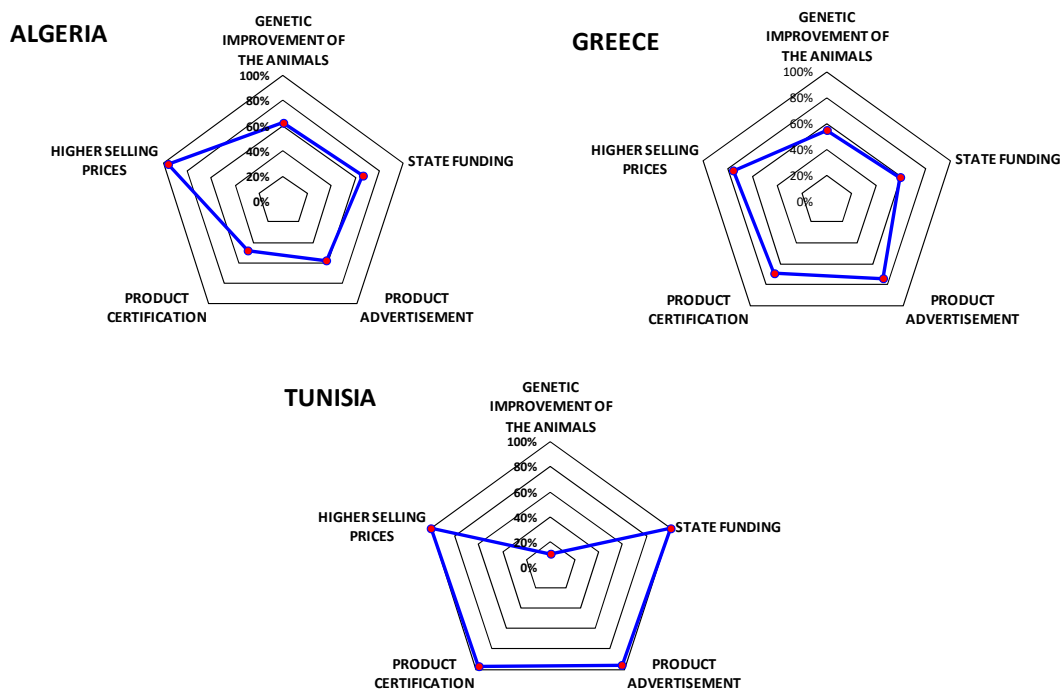 ALGERIA
GENETIC
IMPROVEMENT OF
THE ANIMALS
100%
80%
60%
40%
20%
0%
STATE FUNDING
PRODUCT
ADVERTISEMENT
PRODUCT
CERTIFICATION
HIGHER SELLING
PRICES
GREECE
GENETIC
IMPROVEMENT OF
THE ANIMALS
100%
80%
60%
40%
20%
0%
STATE FUNDING
PRODUCT
ADVERTISEMENT
PRODUCT
CERTIFICATION
HIGHER SELLING
PRICES
TUNISIA
GENETIC
IMPROVEMENT OF
THE ANIMALS
100%
80%
60%
40%
20%
0%
STATE FUNDING
PRODUCT
ADVERTISEMENT
PRODUCT
CERTIFICATION
HIGHER SELLING
PRICES